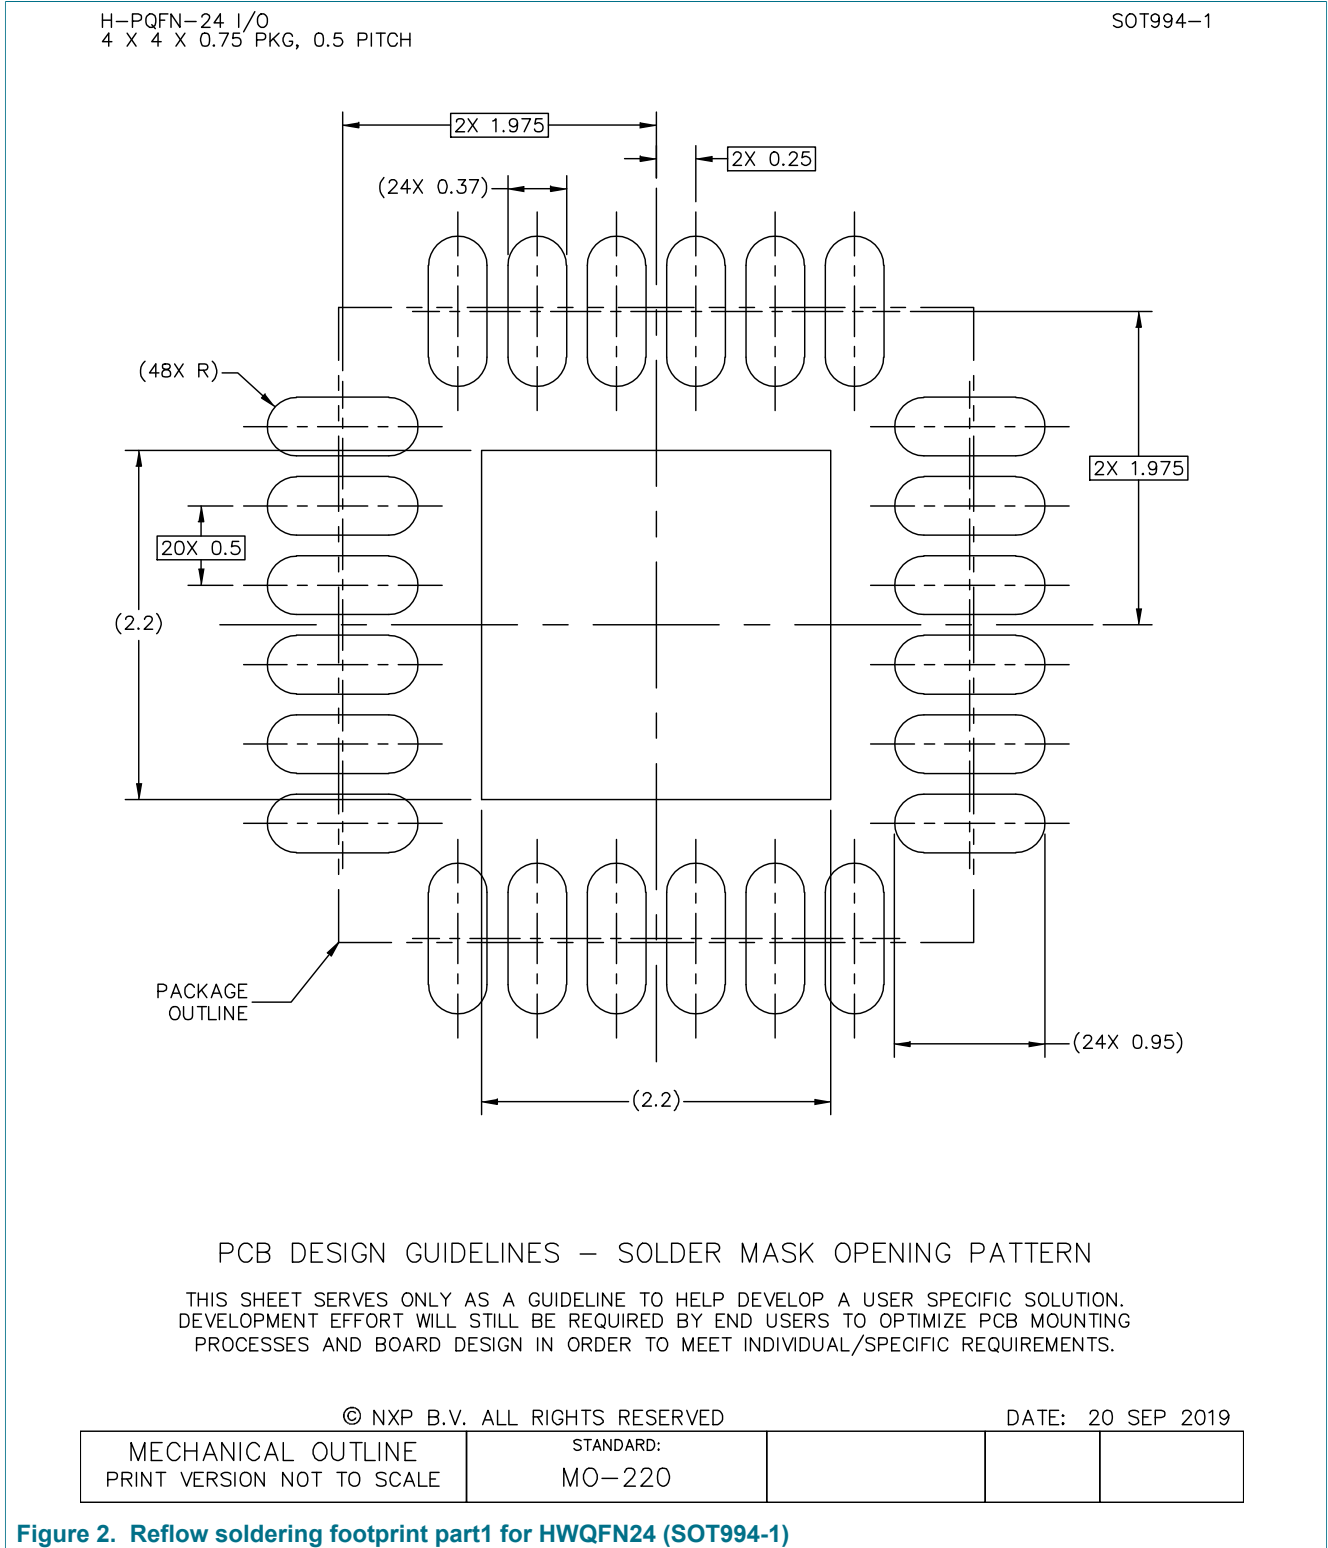 H-PQFN-24 I/O
4 X 4 X 0.75 PKG, 0.5 PITCH
SOT994-1
2X 1.975
2X 0.25
(24X 0.37)
(48X R)
2X 1.975
20X 0.5
(2.2)
PACKAGE
OUTLINE
(24X 0.95)
(2.2)
PCB DESIGN GUIDELINES - SOLDER MASK OPENING PATTERN
THIS SHEET SERVES ONLY AS A GUIDELINE TO HELP DEVELOP A USER SPECIFIC SOLUTION.
DEVELOPMENT EFFORT WILL STILL BE REQUIRED BY END USERS TO OPTIMIZE PCB MOUNTING
PROCESSES AND BOARD DESIGN IN ORDER TO MEET INDIVIDUAL/SPECIFIC REQUIREMENTS.
© NXP B.V. ALL RIGHTS RESERVED
DATE: 20 SEP 2019
MECHANICAL OUTLINE
PRINT VERSION NOT TO SCALE
STANDARD:
MO-220
Figure 2. Reflow soldering footprint part1 for HWQFN24 (SOT994-1)